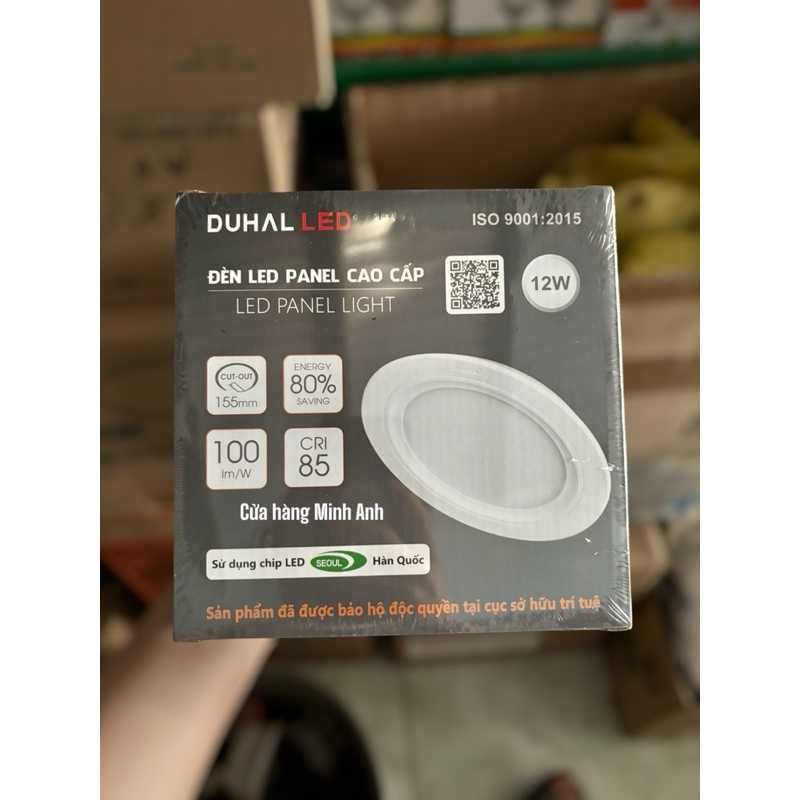 DUHAL LED
ISO 9001:2015
ĐÈN LED PANEL CAO CẤP
LED PANEL LIGHT
12W
CUT-OUT
155mm
ENERGY
80%
SAVING
100
lm/W
CRI
85
Cửa hàng Minh Anh
Sử dụng chip LED SEOUL Hàn Quốc
Sản phẩm đã được bảo hộ độc quyền tại cục sở hữu trí tuệ